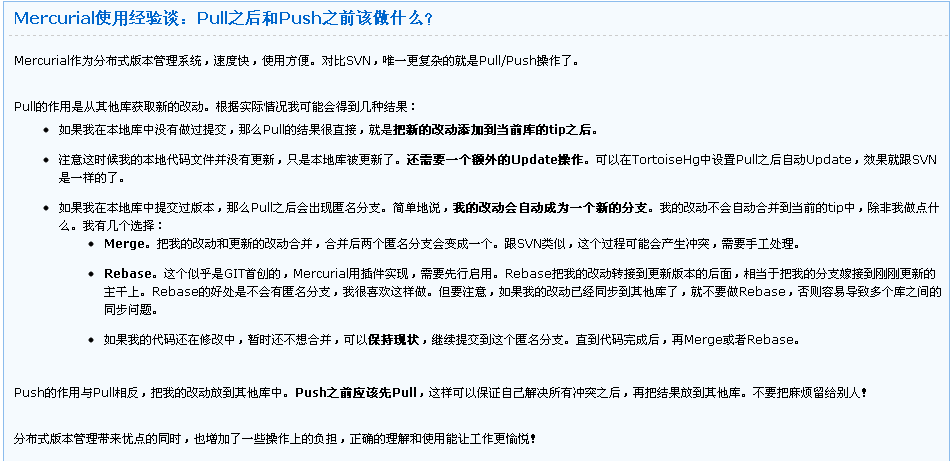 Mercurial使用经验谈：Pull之后和Push之前该做什么?
Mercurial作为分布式版本管理系统，速度快，使用方便。对比SVN，唯一更复杂的就是Pull/Push操作了。
Pull的作用是从其他库获取新的改动。根据实际情况我可能会得到几种结果：
如果我在本地库中没有做过提交，那么Pull的结果很直接，就是把新的改动添加到当前库的tip之后。
注意这时候我的本地代码文件并没有更新，只是本地库被更新了。还需要一个额外的Update操作。可以在TortoiseHg中设置Pull之后自动Update，效果就跟SVN
是一样的了。
如果我在本地库中提交过版本，那么Pull之后会出现匿名分支。简单地说，我的改动会自动成为一个新的分支。我的改动不会自动合并到当前的tip中，除非我做点什
么。我有几个选择：
Merge。把我的改动和更新的改动合并，合并后两个匿名分支会变成一个。跟SVN类似，这个过程可能会产生冲突，需要手工处理。
Rebase。这个似乎是GIT首创的，Mercurial用插件实现，需要先行启用。Rebase把我的改动转接到更新版本的后面，相当于把我的分支嫁接到刚刚更新的
主干上。Rebase的好处是不会有匿名分支，我很喜欢这样做。但要注意，如果我的改动已经同步到其他库了，就不要做Rebase，否则容易导致多个库之间的
同步问题。
如果我的代码还在修改中，暂时还不想合并，可以保持现状，继续提交到这个匿名分支。直到代码完成后，再Merge或者Rebase。
Push的作用与Pull相反，把我的改动放到其他库中。Push之前应该先Pull，这样可以保证自己解决所有冲突之后，再把结果放到其他库。不要把麻烦留给别人！
分布式版本管理带来优点的同时，也增加了一些操作上的负担，正确的理解和使用能让工作更愉悦！